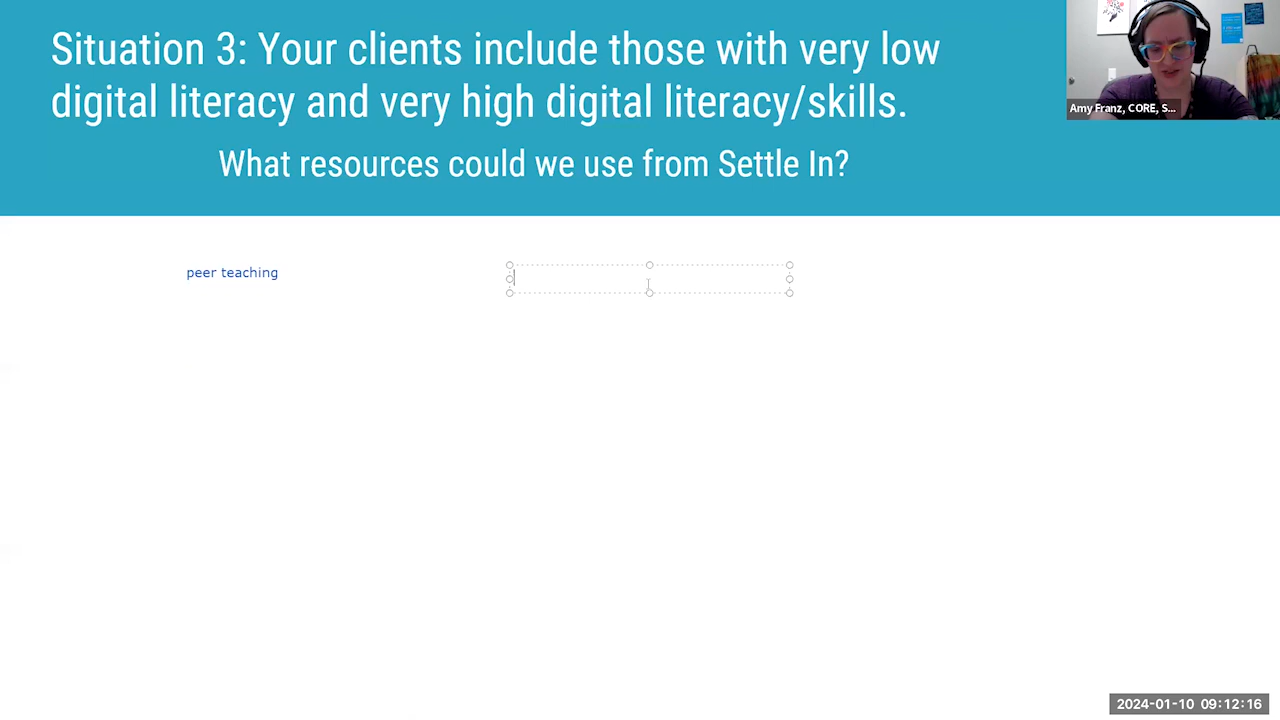 Situation 3: Your clients include those with very low
digital literacy and very high digital literacy/skills.
What resources could we use from Settle In?
Amy Franz, CORE, S...
peer teaching
2024-01-10 09:12:16